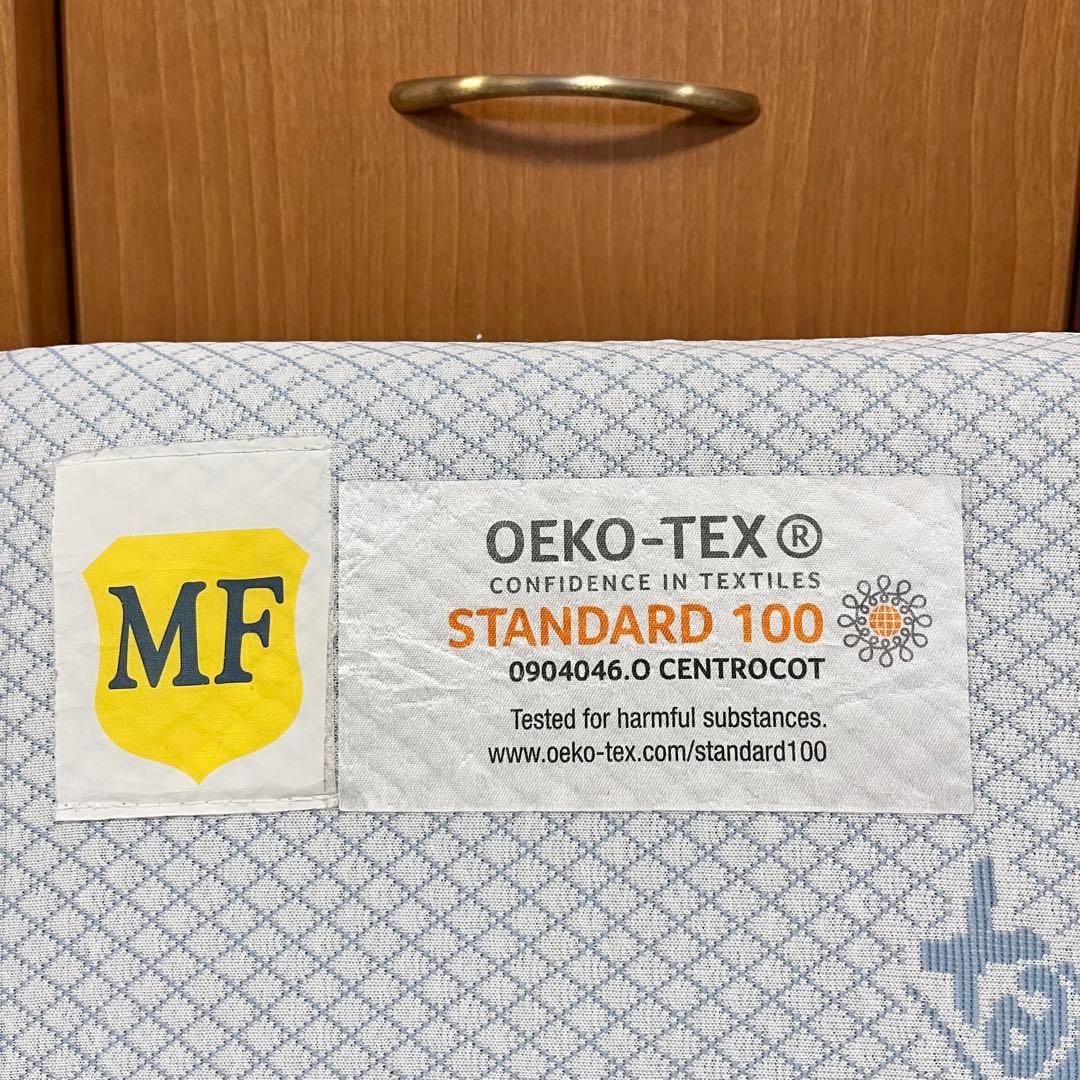 MF
OEKO-TEX®
CONFIDENCE IN TEXTILES
STANDARD 100
0904046.O CENTROCOT
Tested for harmful substances.
www.oeko-tex.com/standard100